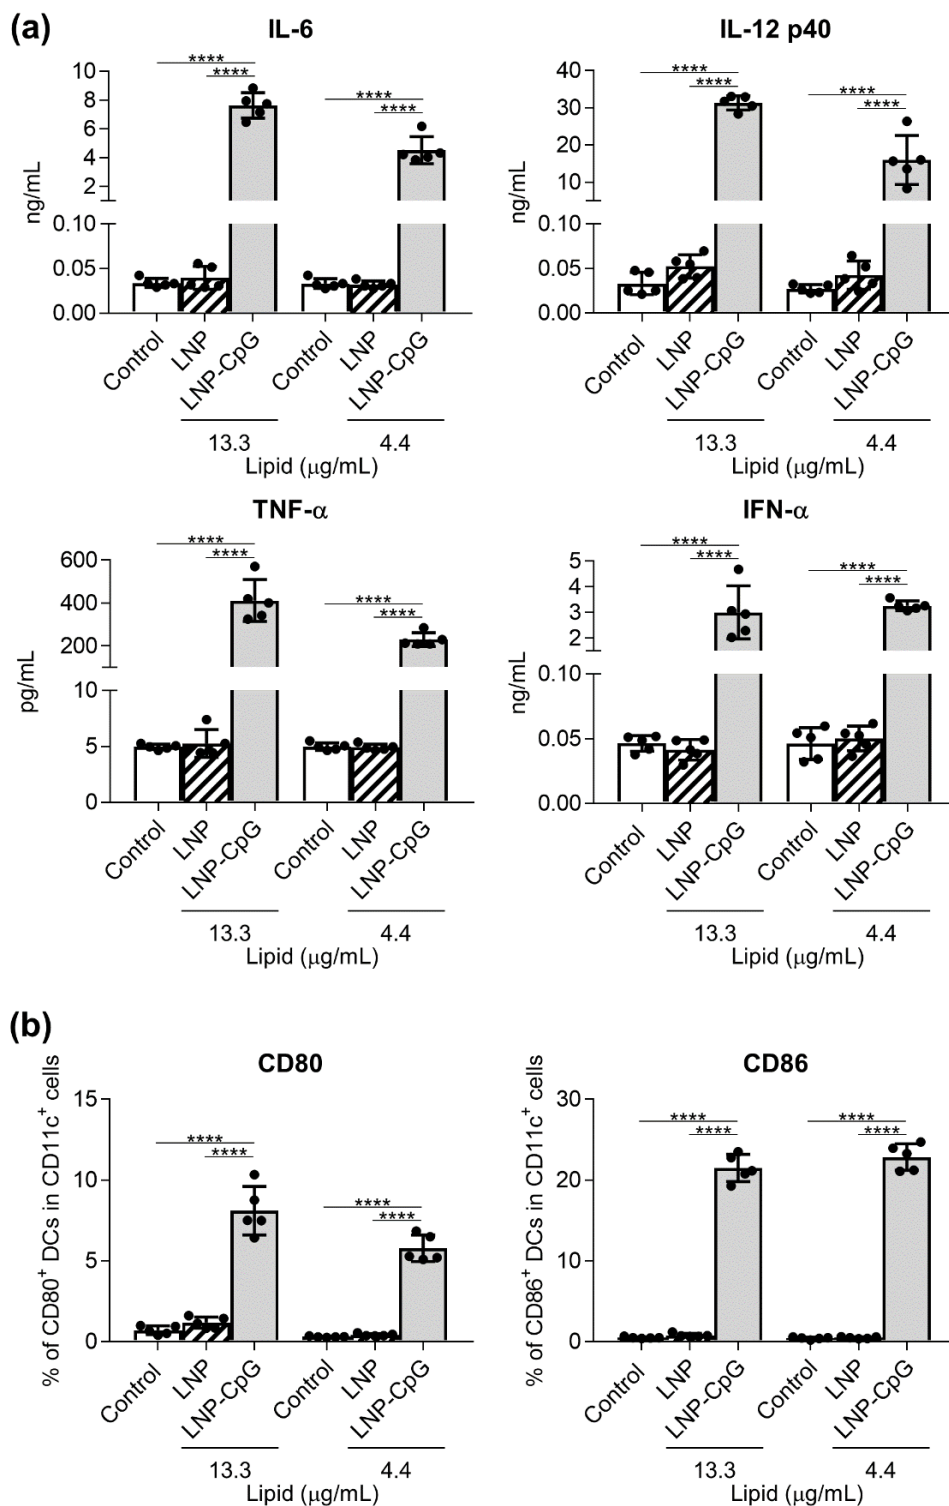 (a)
IL-6
****
****
****
****
ng/mL
10
8
6
4
2
0.10
0.05
0.00
Control
LNP
LNP-CpG
Control
LNP
LNP-CpG
13.3
4.4
Lipid (μg/mL)
IL-12 p40
****
****
****
****
ng/mL
40
30
20
10
0.10
0.05
0.00
Control
LNP
LNP-CpG
Control
LNP
LNP-CpG
13.3
4.4
Lipid (μg/mL)
TNF-α
****
****
****
****
pg/mL
600
400
200
10
5
0
Control
LNP
LNP-CpG
Control
LNP
LNP-CpG
13.3
4.4
Lipid (μg/mL)
IFN-α
****
****
****
****
ng/mL
5
4
3
2
0.10
0.05
0.00
Control
LNP
LNP-CpG
Control
LNP
LNP-CpG
13.3
4.4
Lipid (μg/mL)
(b)
CD80
****
****
****
****
% of CD80⁺ DCs in CD11c⁺ cells
15
10
5
0
Control
LNP
LNP-CpG
Control
LNP
LNP-CpG
13.3
4.4
Lipid (μg/mL)
CD86
****
****
****
****
% of CD86⁺ DCs in CD11c⁺ cells
30
20
10
0
Control
LNP
LNP-CpG
Control
LNP
LNP-CpG
13.3
4.4
Lipid (μg/mL)